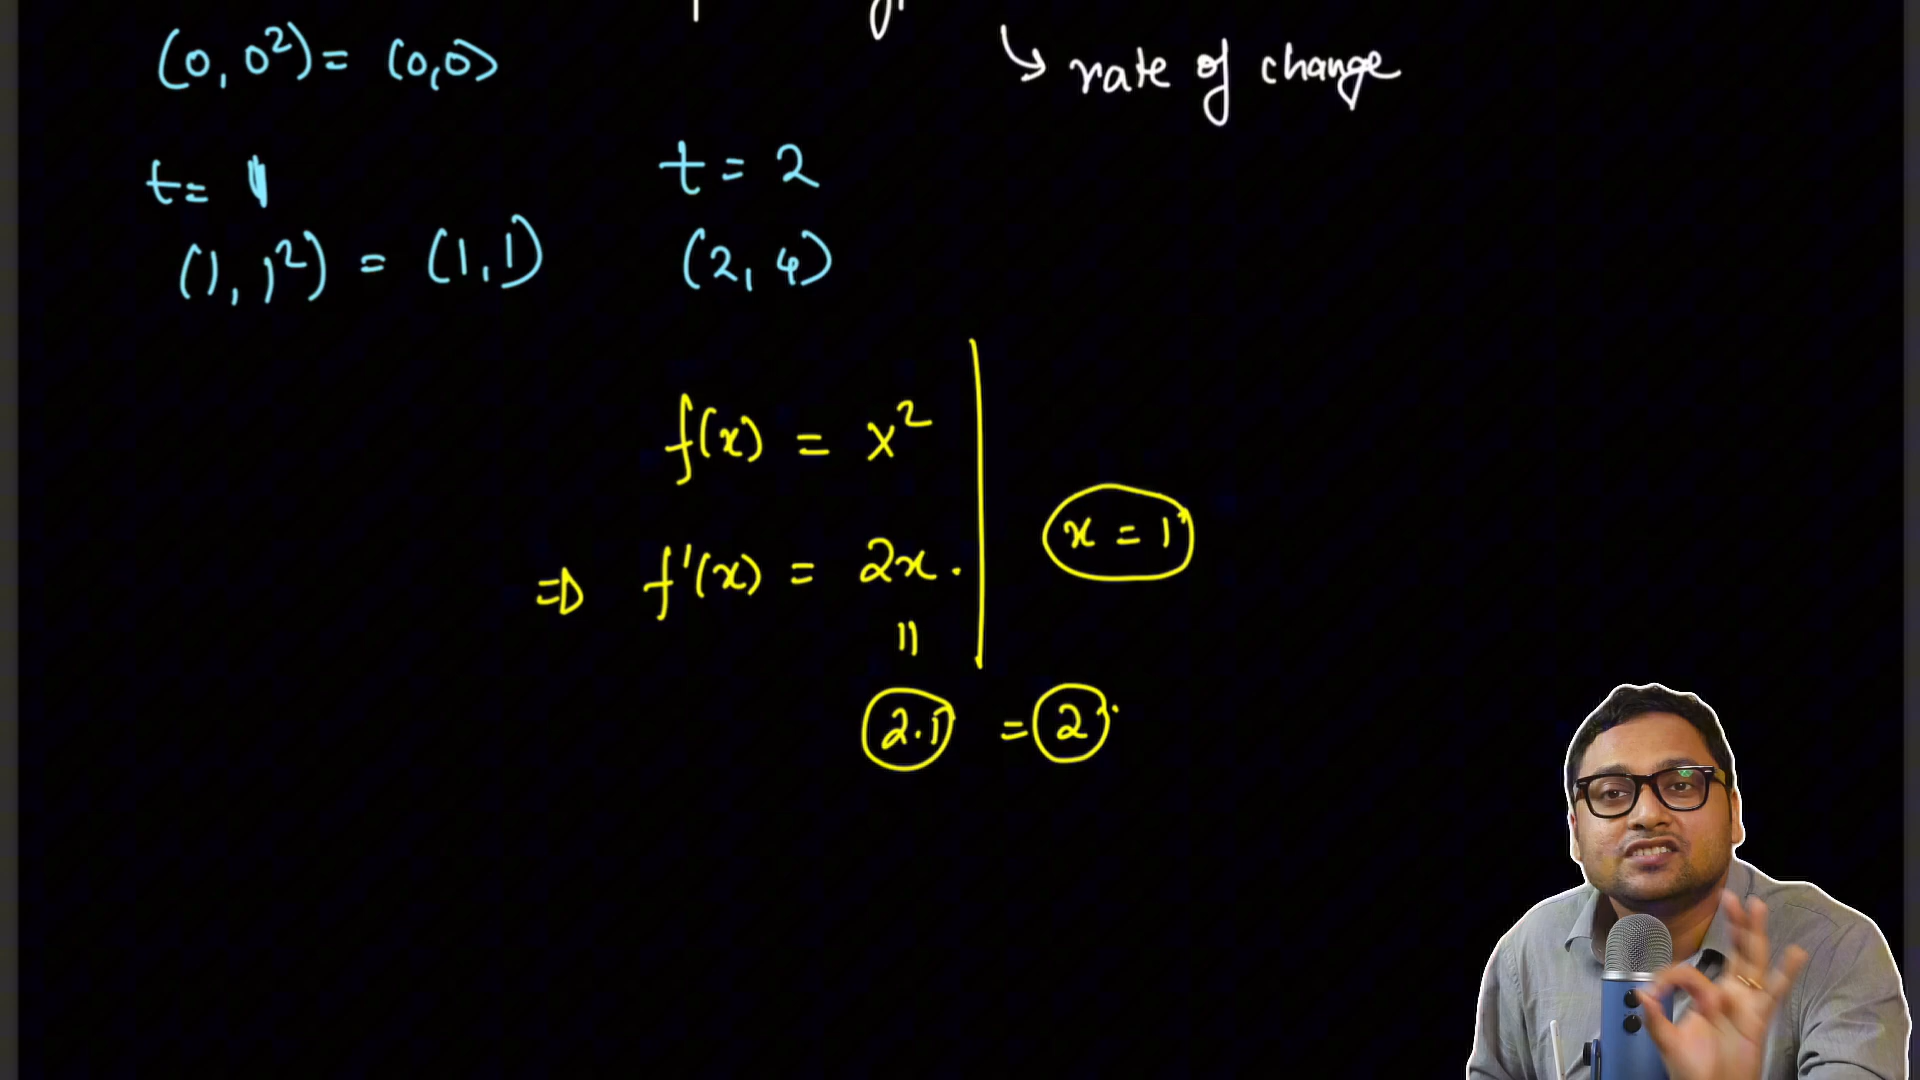 (0, 0²) = (0,0)
↳ rate of change
t = 1
t = 2
(1, 1²) = (1,1)
(2, 4)
f(x) = x²
x = 1
⇒ f'(x) = 2x.
||
2.1 = 2